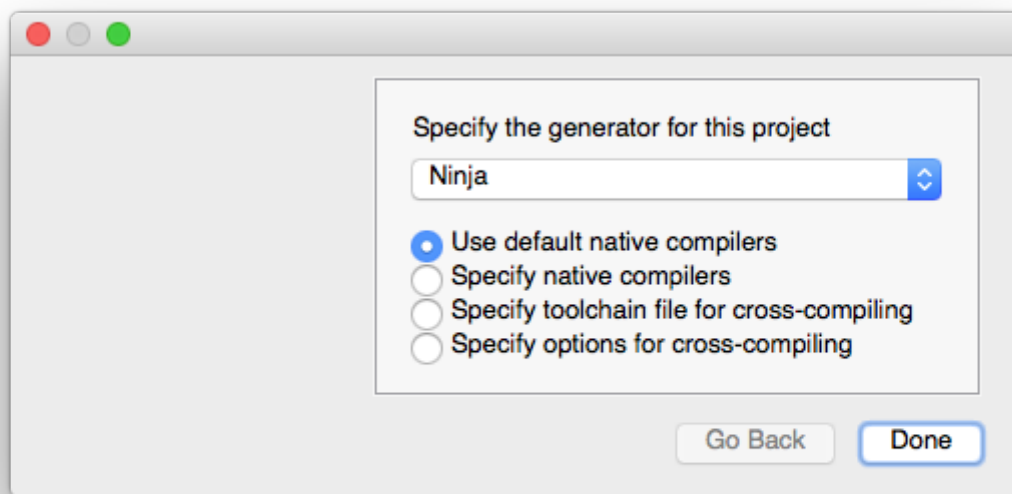 Specify the generator for this project
Ninja
Use default native compilers
Specify native compilers
Specify toolchain file for cross-compiling
Specify options for cross-compiling
Go Back
Done